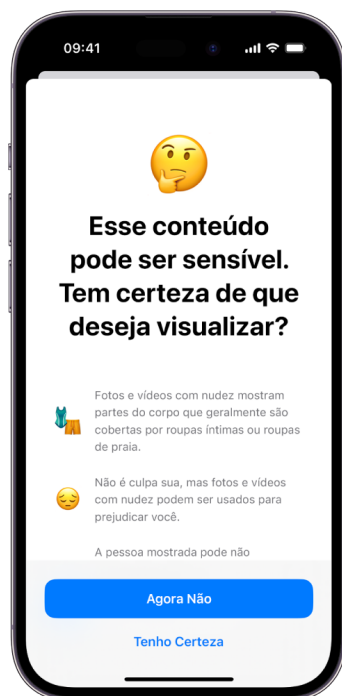 09:41
Esse conteúdo
pode ser sensível.
Tem certeza de que
deseja visualizar?
Fotos e vídeos com nudez mostram
partes do corpo que geralmente são
cobertas por roupas íntimas ou roupas
de praia.
Não é culpa sua, mas fotos e vídeos
com nudez podem ser usados para
prejudicar você.
A pessoa mostrada pode não
Agora Não
Tenho Certeza